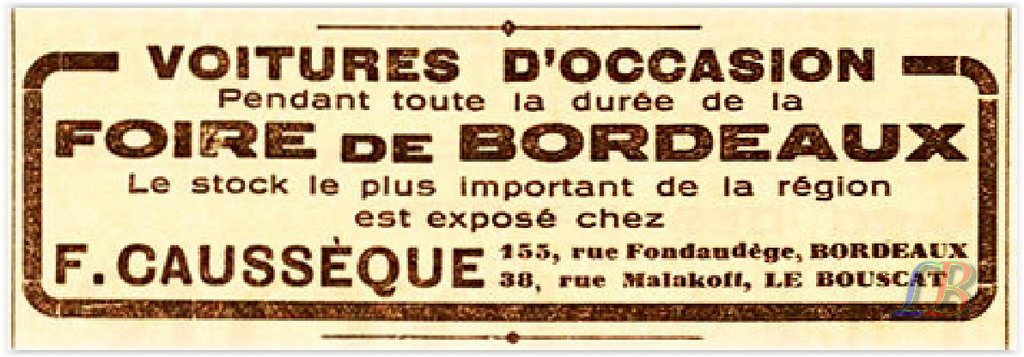 VOITURES D'OCCASION
Pendant toute la durée de la
FOIRE DE BORDEAUX
Le stock le plus important de la région
est exposé chez
F. CAUSSÈQUE
155, rue Fondaudège, BORDEAUX
38, rue Malakoff, LE BOUSCAT
LB